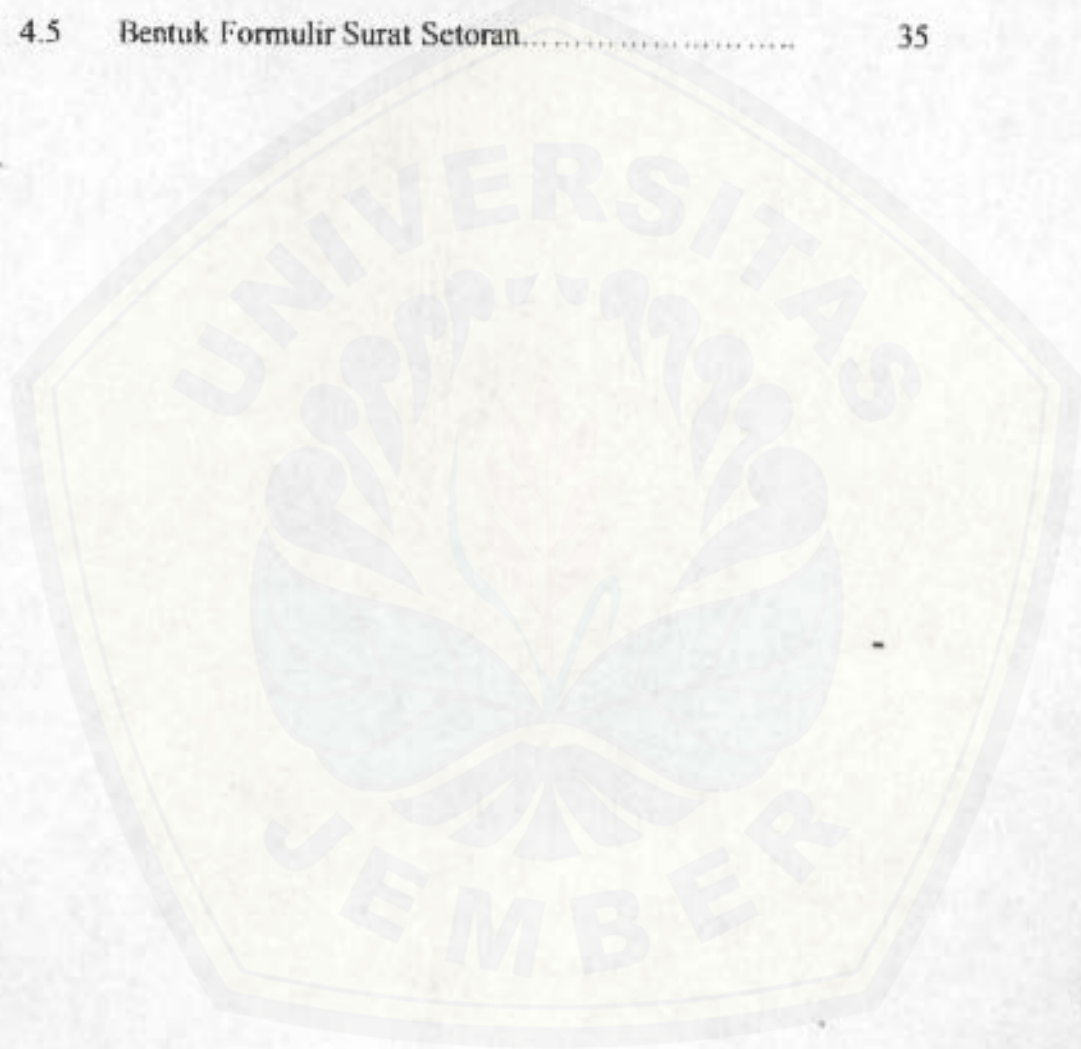 4.5 Bentuk Formulir Surat Setoran........................... 35
UNIVERSITAS
JEMBER